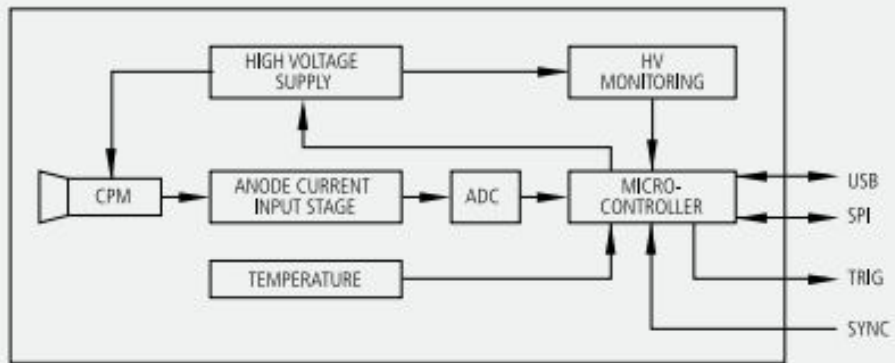 HIGH VOLTAGE
SUPPLY
HV
MONITORING
CPM
ANODE CURRENT
INPUT STAGE
ADC
MICRO-
CONTROLLER
USB
SPI
TEMPERATURE
TRIG
SYNC